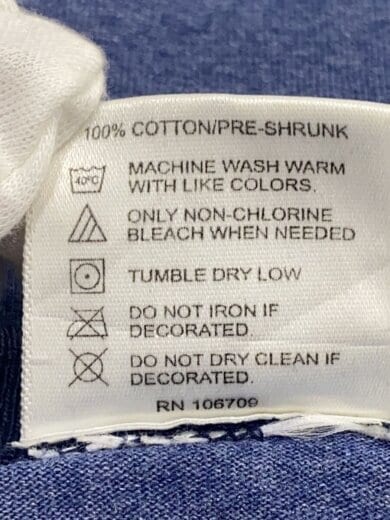 100% COTTON/PRE-SHRUNK
40°C
MACHINE WASH WARM
WITH LIKE COLORS.
ONLY NON-CHLORINE
BLEACH WHEN NEEDED
TUMBLE DRY LOW
DO NOT IRON IF
DECORATED.
DO NOT DRY CLEAN IF
DECORATED.
RN 106709